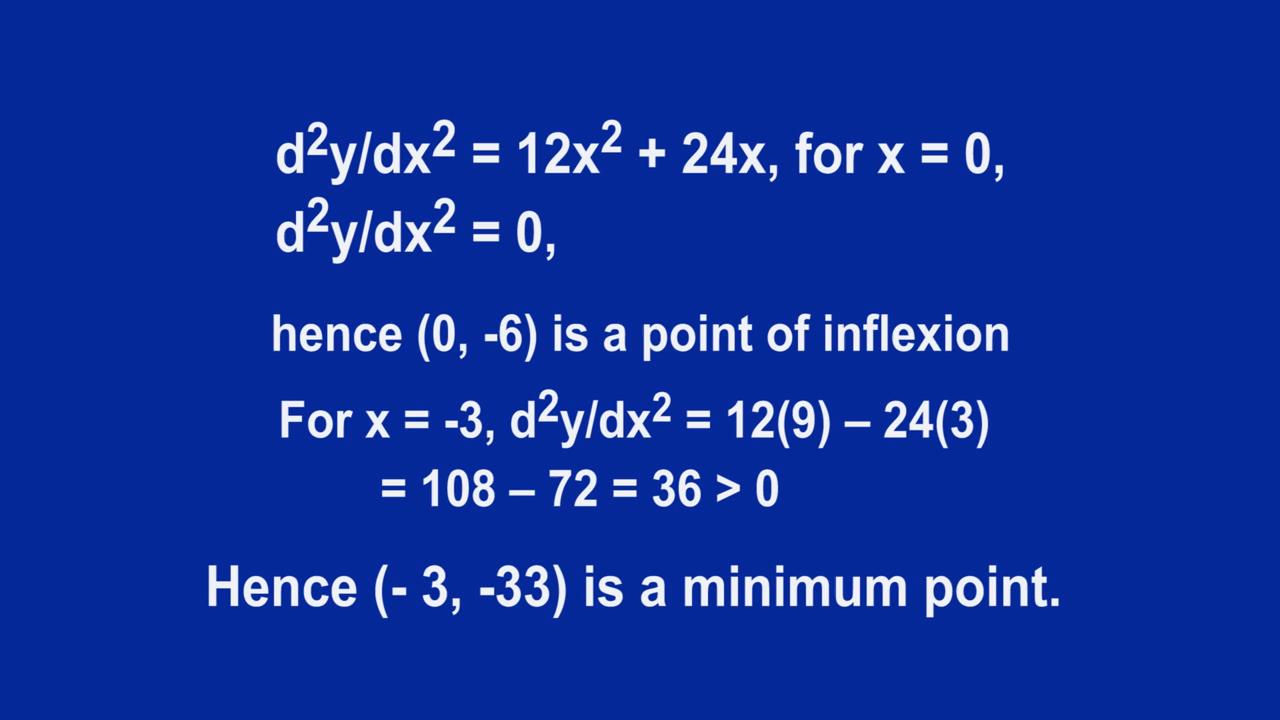 d²y/dx² = 12x² + 24x, for x = 0,
d²y/dx² = 0,
hence (0, -6) is a point of inflexion
For x = -3, d²y/dx² = 12(9) – 24(3)
= 108 – 72 = 36 > 0
Hence (- 3, -33) is a minimum point.